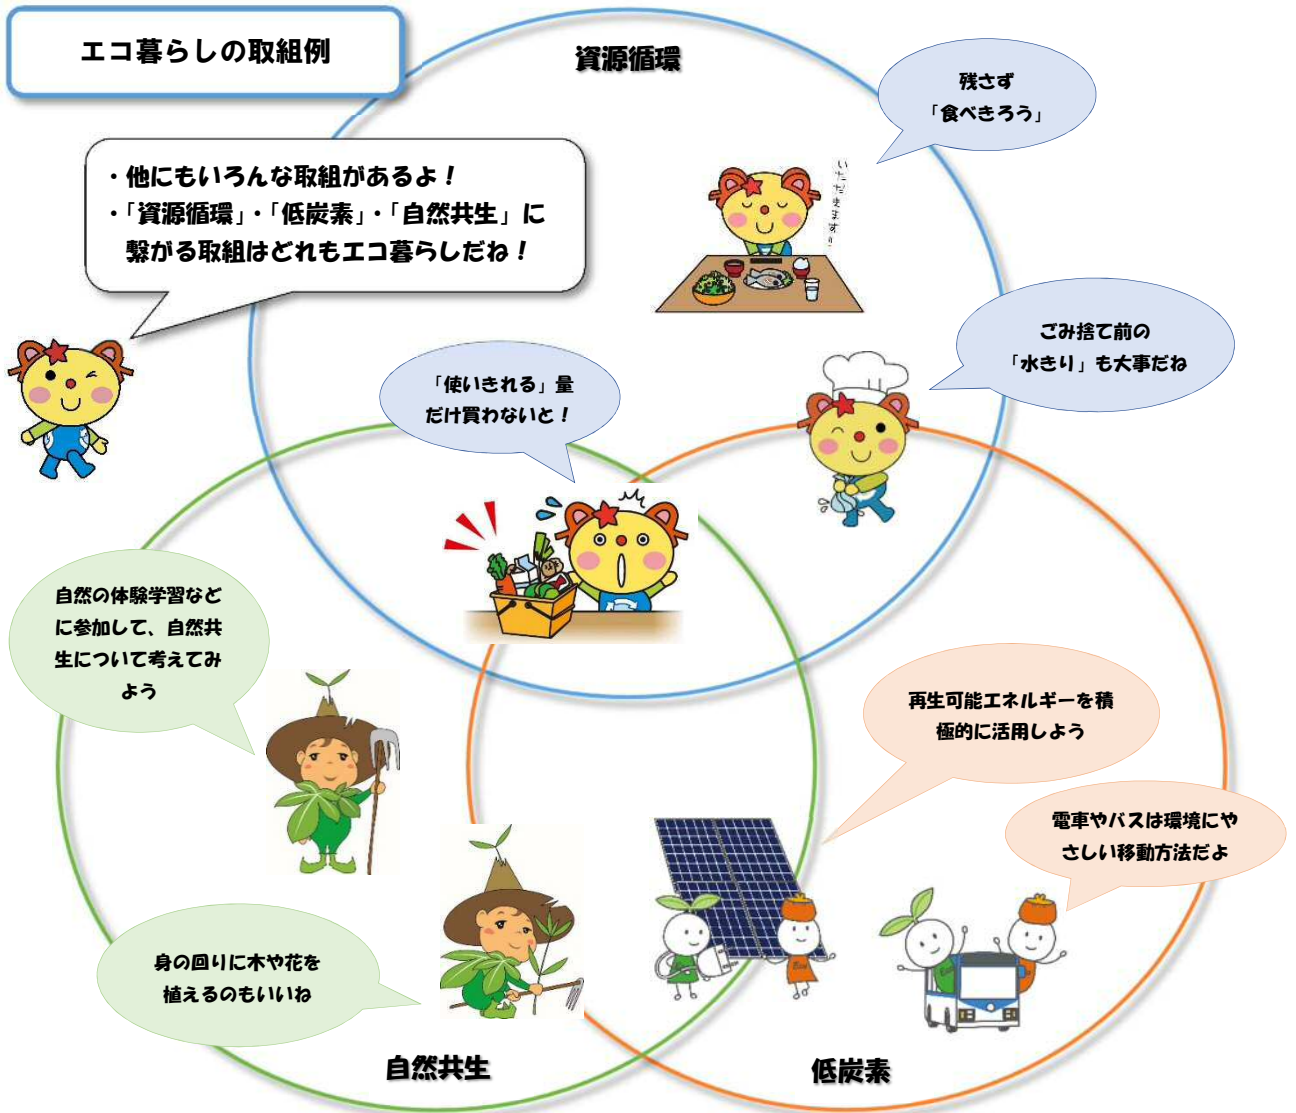 エコ暮らしの取組例
資源循環
残さず
「食べきろう」
・他にもいろんな取組があるよ！
・「資源循環」・「低炭素」・「自然共生」に
繋がる取組はどれもエコ暮らしだね！
いただきます!!
ごみ捨て前の
「水きり」も大事だね
「使いきれる」量
だけ買わないと！
自然の体験学習など
に参加して、自然共
生について考えてみ
よう
再生可能エネルギーを積
極的に活用しよう
電車やバスは環境にや
さしい移動方法だよ
身の回りに木や花を
植えるのもいいね
自然共生
低炭素